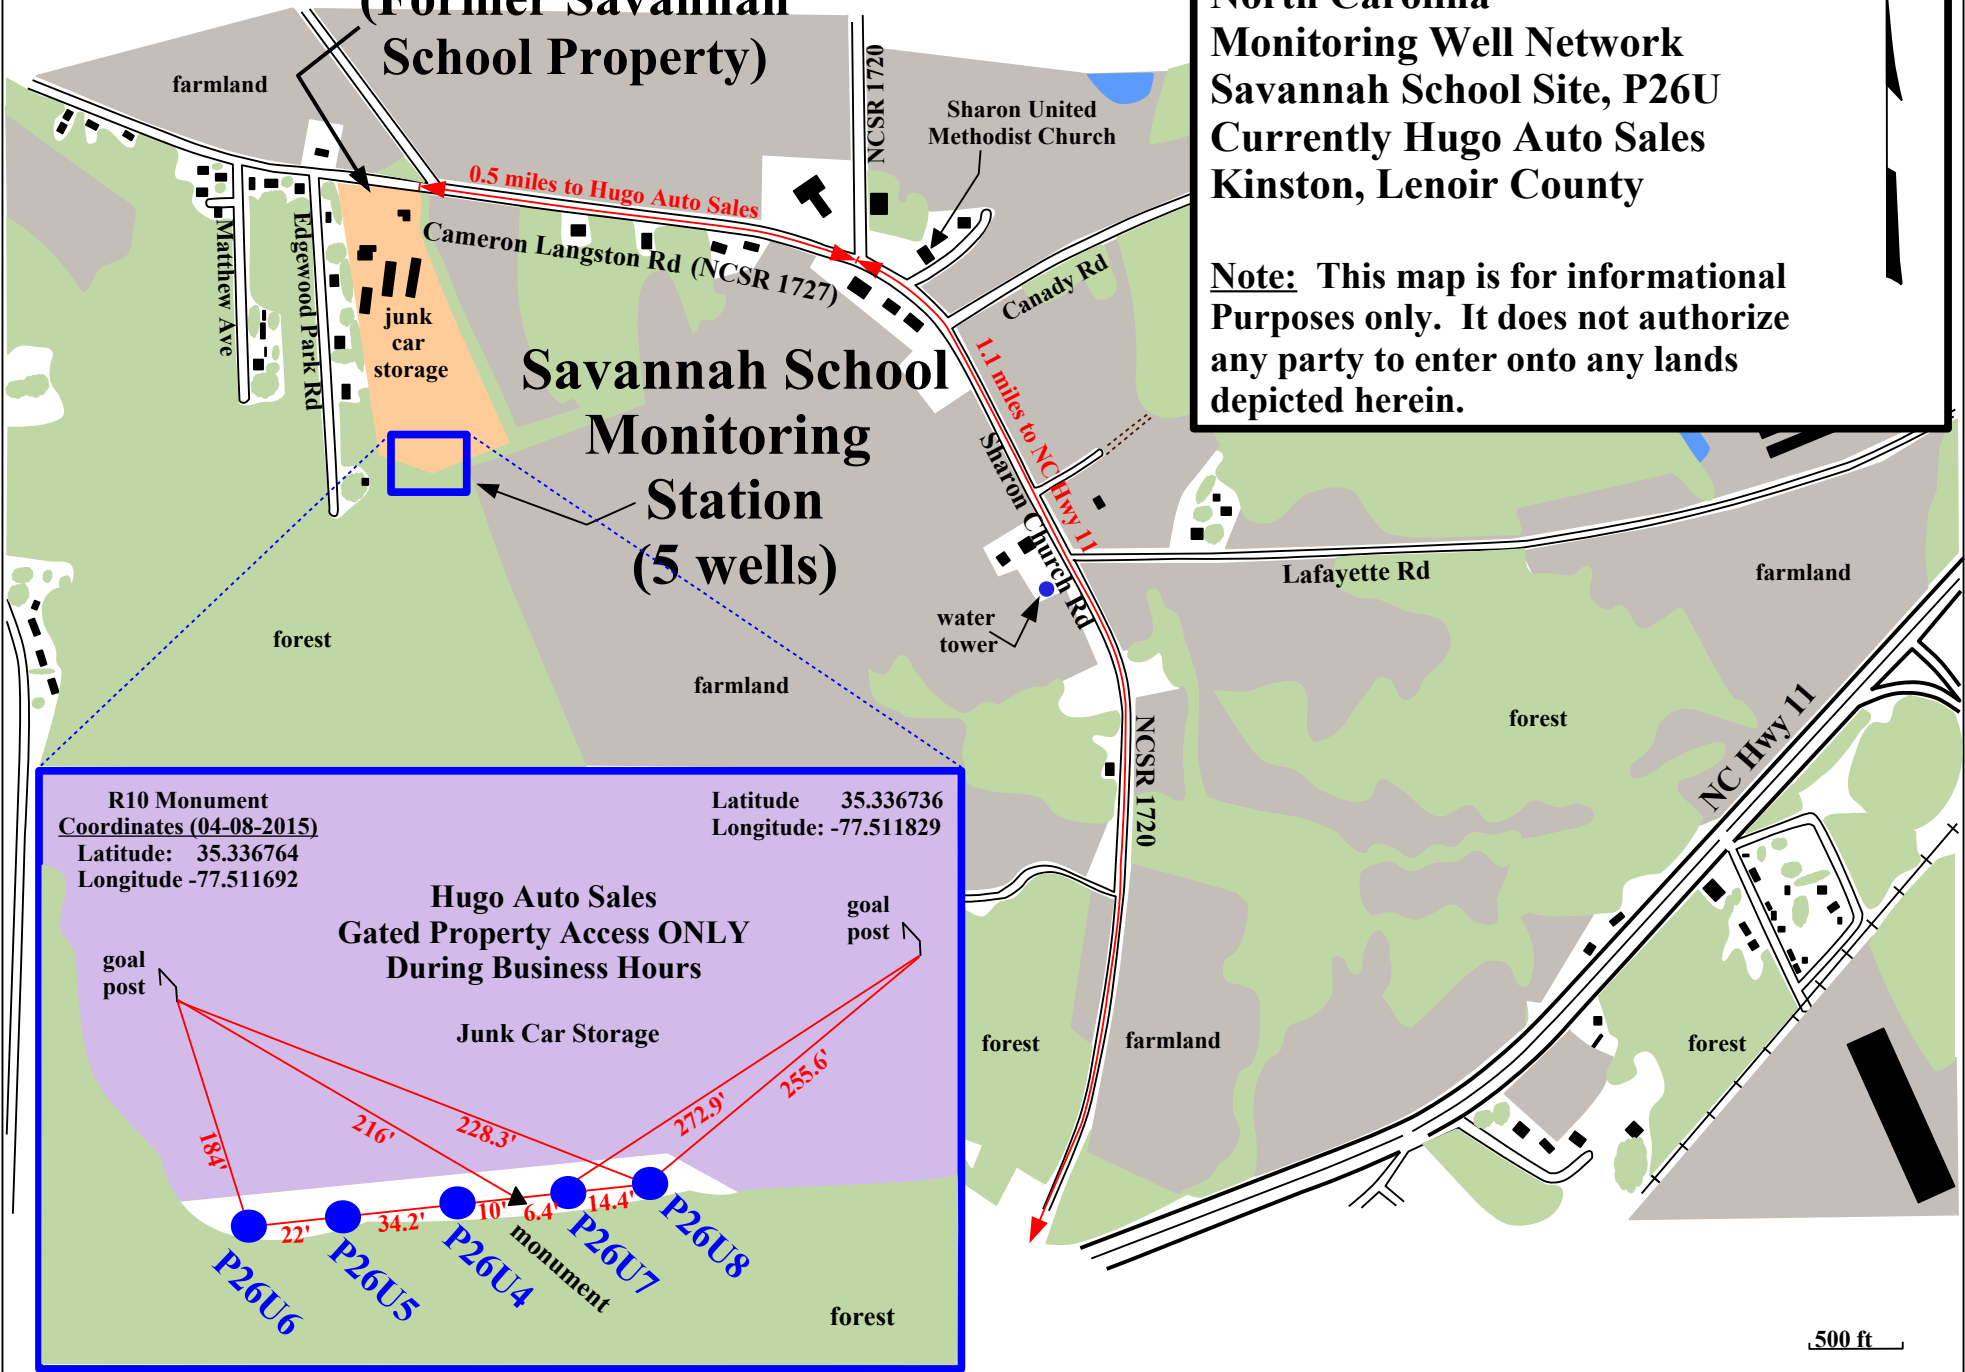 (Former Savannah
School Property)
North Carolina
Monitoring Well Network
Savannah School Site, P26U
Currently Hugo Auto Sales
Kinston, Lenoir County
Note: This map is for informational
Purposes only. It does not authorize
any party to enter onto any lands
depicted herein.
farmland
NCSR 1720
Sharon United
Methodist Church
0.5 miles to Hugo Auto Sales
Cameron Langston Rd (NCSR 1727)
Matthew Ave
Edgewood Park Rd
junk
car
storage
Canady Rd
1.1 miles to NC Hwy 11
Sharon Church Rd
Savannah School
Monitoring
Station
(5 wells)
Lafayette Rd
farmland
water
tower
forest
farmland
forest
NC Hwy 11
NCSR 1720
R10 Monument
Coordinates (04-08-2015)
Latitude: 35.336764
Longitude -77.511692
Latitude 35.336736
Longitude: -77.511829
Hugo Auto Sales
Gated Property Access ONLY
During Business Hours
goal
post
goal
post
Junk Car Storage
184'
216'
228.3'
272.9'
255.6'
22'
34.2'
10'
6.4'
14.4'
P26U6
P26U5
P26U4
monument
P26U7
P26U8
forest
forest
farmland
forest
500 ft